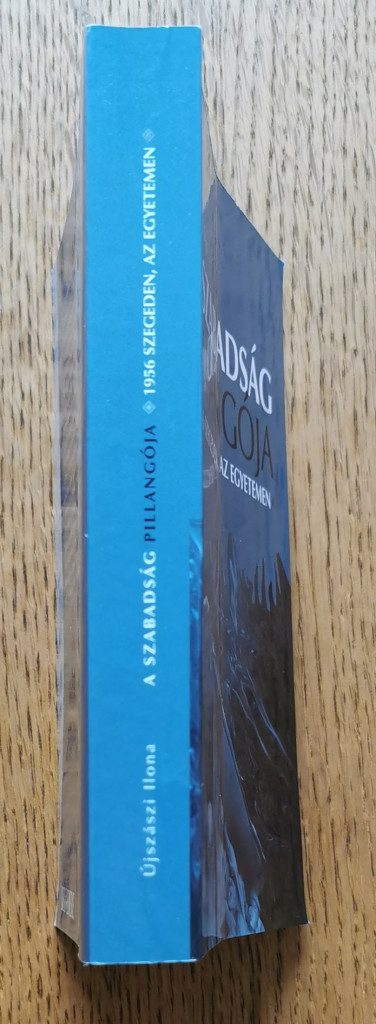 Újszászi Ilona A SZABADSÁG PILLANGÓJA 1956 SZEGEDEN, AZ EGYETEMEN
ADSÁG
GÓJA
AZ EGYETEMEN